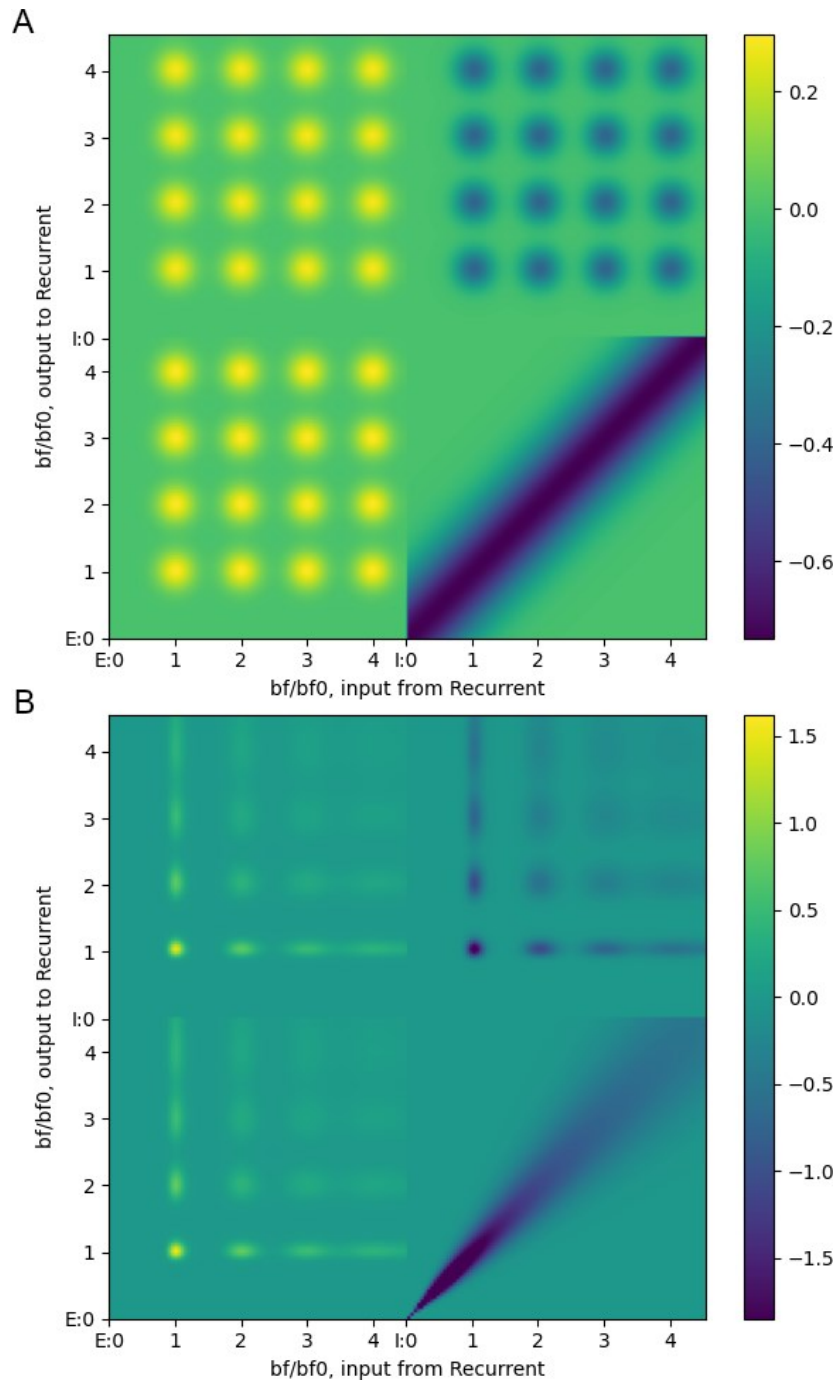 A
4
3
2
1
I:0
4
3
2
1
E:0
bf/bf0, output to Recurrent
E:0 1 2 3 4 I:0 1 2 3 4
bf/bf0, input from Recurrent
0.2
0.0
−0.2
−0.4
−0.6
B
4
3
2
1
I:0
4
3
2
1
E:0
bf/bf0, output to Recurrent
E:0 1 2 3 4 I:0 1 2 3 4
bf/bf0, input from Recurrent
1.5
1.0
0.5
0.0
−0.5
−1.0
−1.5